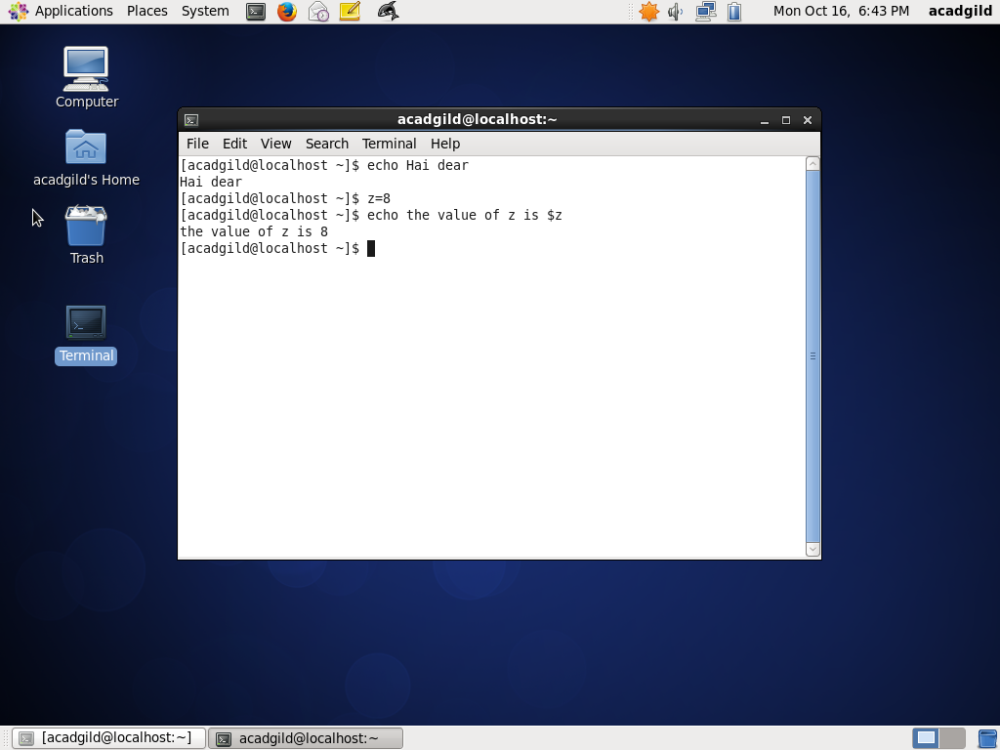 Applications Places System Mon Oct 16, 6:43 PM acadgild
Computer
acadgild's Home
Trash
Terminal
acadgild@localhost:~
File Edit View Search Terminal Help
[acadgild@localhost ~]$ echo Hai dear
Hai dear
[acadgild@localhost ~]$ z=8
[acadgild@localhost ~]$ echo the value of z is $z
the value of z is 8
[acadgild@localhost ~]$
[acadgild@localhost:~] acadgild@localhost:~